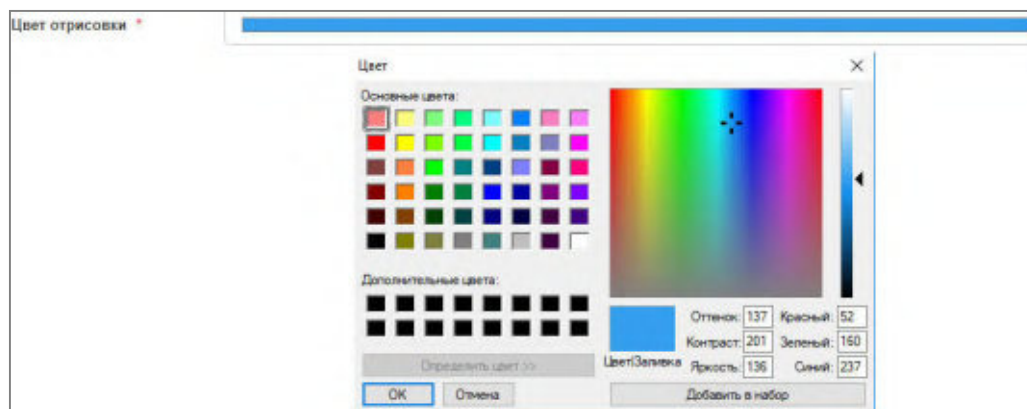 Цвет отрисовки *
Цвет
Основные цвета:
Дополнительные цвета:
Определить цвет >>
ОК Отмена
Цвет|Заливка
Оттенок: 137 Красный: 52
Контраст: 201 Зеленый: 160
Яркость: 136 Синий: 237
Добавить в набор